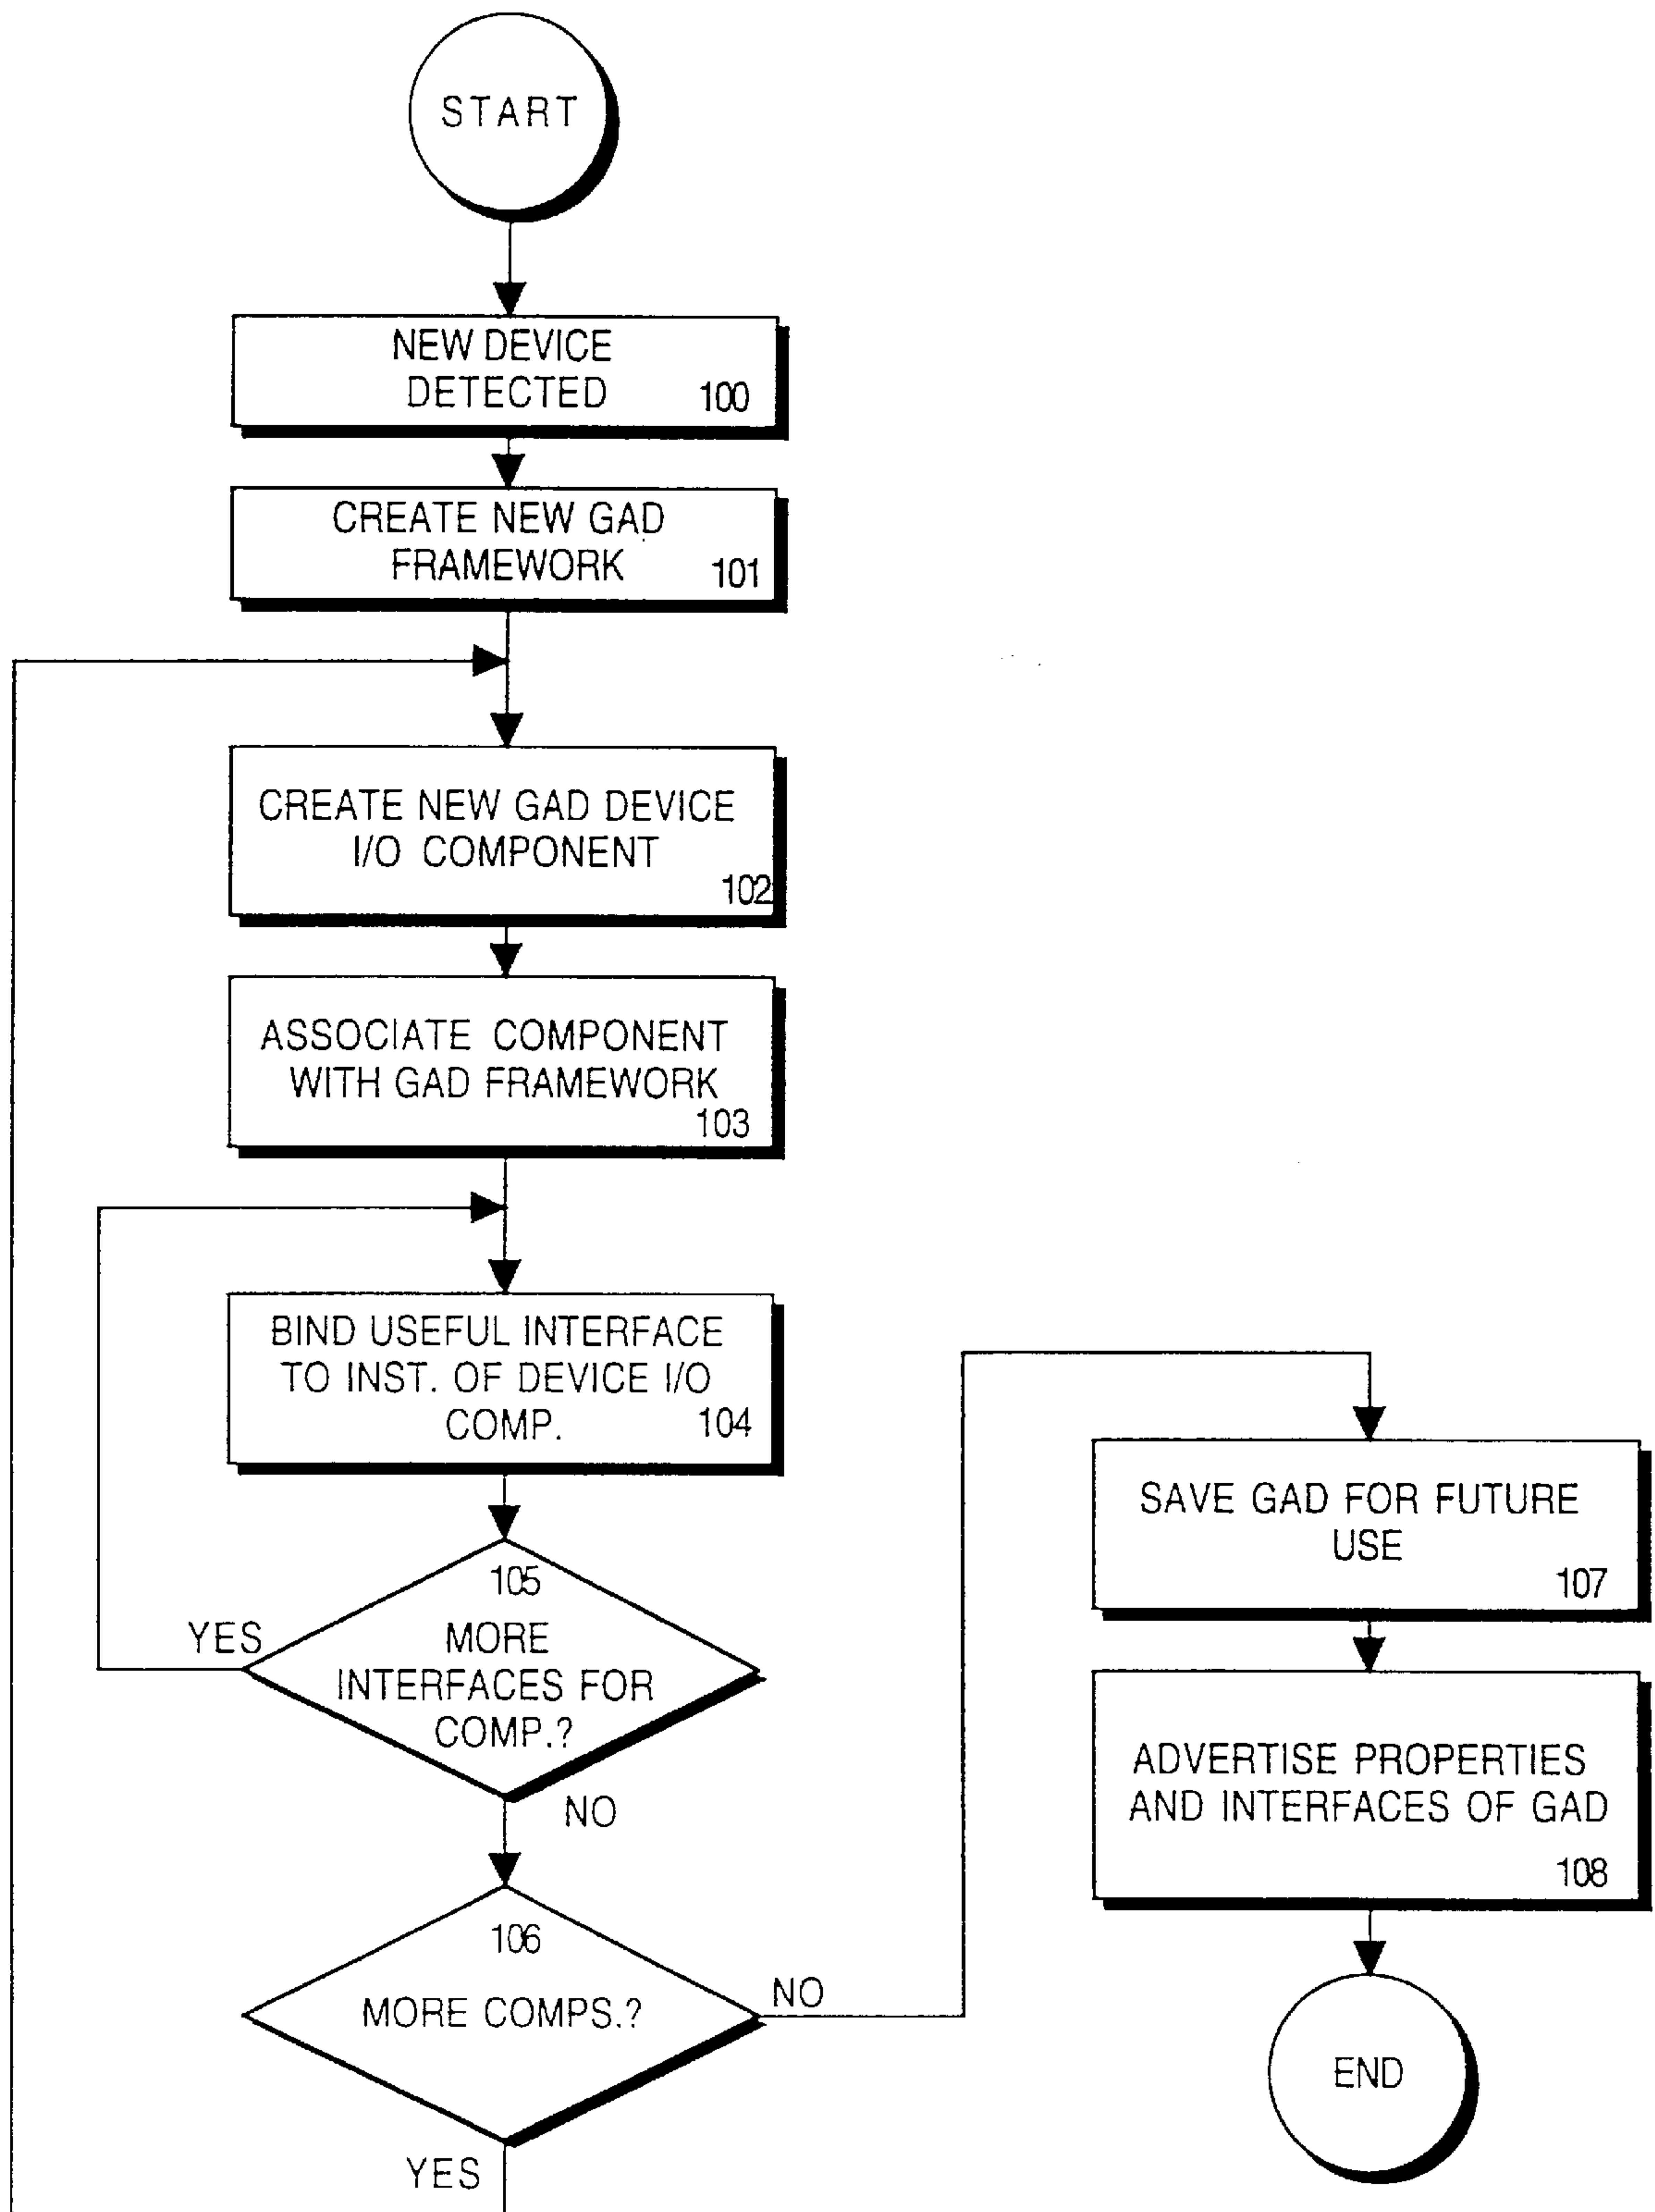 START
NEW DEVICE
DETECTED 100
CREATE NEW GAD
FRAMEWORK 101
CREATE NEW GAD DEVICE
I/O COMPONENT
102
ASSOCIATE COMPONENT
WITH GAD FRAMEWORK
103
BIND USEFUL INTERFACE
TO INST. OF DEVICE I/O
COMP. 104
105
YES
MORE
INTERFACES FOR
COMP.?
NO
106
MORE COMPS.?
NO
YES
SAVE GAD FOR FUTURE
USE
107
ADVERTISE PROPERTIES
AND INTERFACES OF GAD
108
END